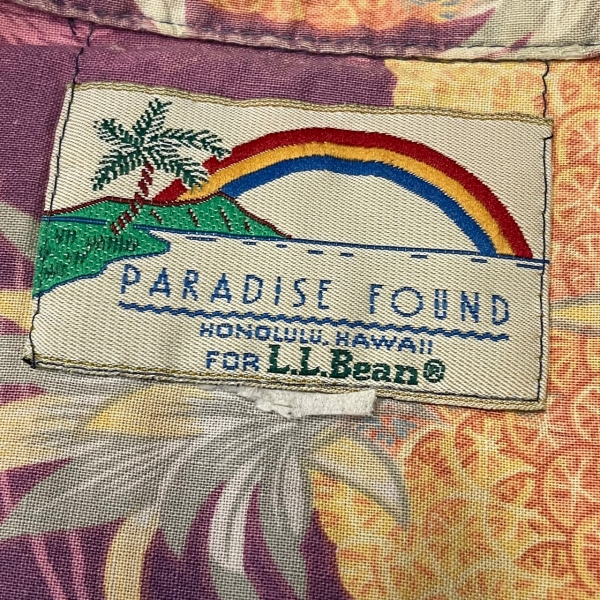 PARADISE FOUND
HONOLULU, HAWAII
FOR L.L.Bean®